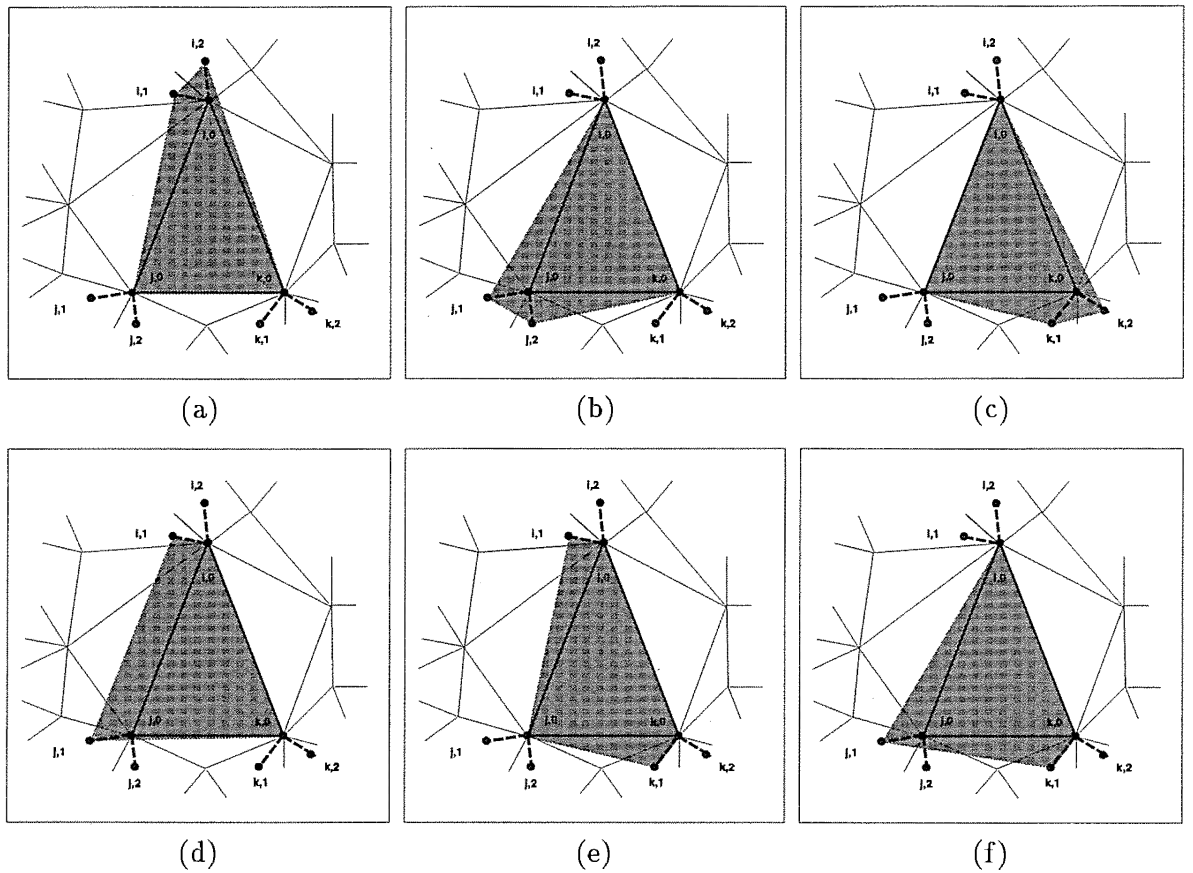 i,2
i,1
i,0
j,0
k,0
j,1
j,2
k,1
k,2
(a)
i,2
i,1
i,0
j,0
k,0
j,1
j,2
k,1
k,2
(b)
i,2
i,1
i,0
j,0
k,0
j,1
j,2
k,1
k,2
(c)
i,2
i,1
i,0
j,0
k,0
j,1
j,2
k,1
k,2
(d)
i,2
i,1
i,0
j,0
k,0
j,1
j,2
k,1
k,2
(e)
i,2
i,1
i,0
j,0
k,0
j,1
j,2
k,1
k,2
(f)